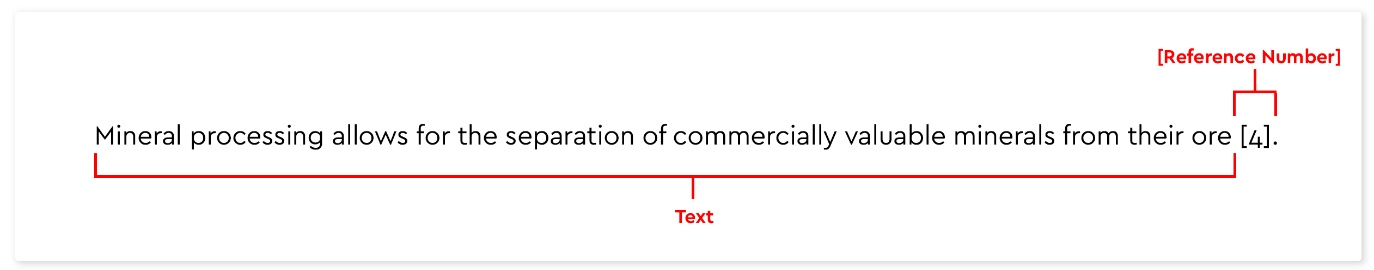 [Reference Number]
Mineral processing allows for the separation of commercially valuable minerals from their ore [4].
Text